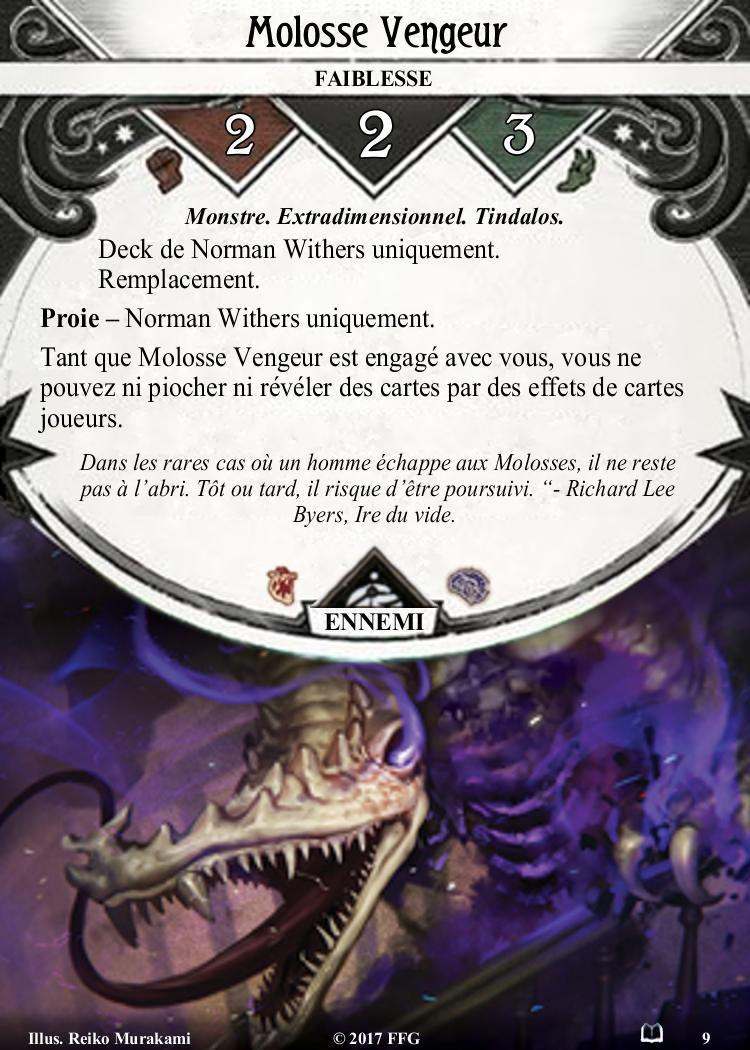 Molosse Vengeur
FAIBLESSE
2 2 3
Monstre. Extradimensionnel. Tindalos.
Deck de Norman Withers uniquement.
Remplacement.
Proie – Norman Withers uniquement.
Tant que Molosse Vengeur est engagé avec vous, vous ne
pouvez ni piocher ni révéler des cartes par des effets de cartes
joueurs.
Dans les rares cas où un homme échappe aux Molosses, il ne reste
pas à l’abri. Tôt ou tard, il risque d’être poursuivi. “- Richard Lee
Byers, Ire du vide.
ENNEMI
Illus. Reiko Murakami © 2017 FFG 9